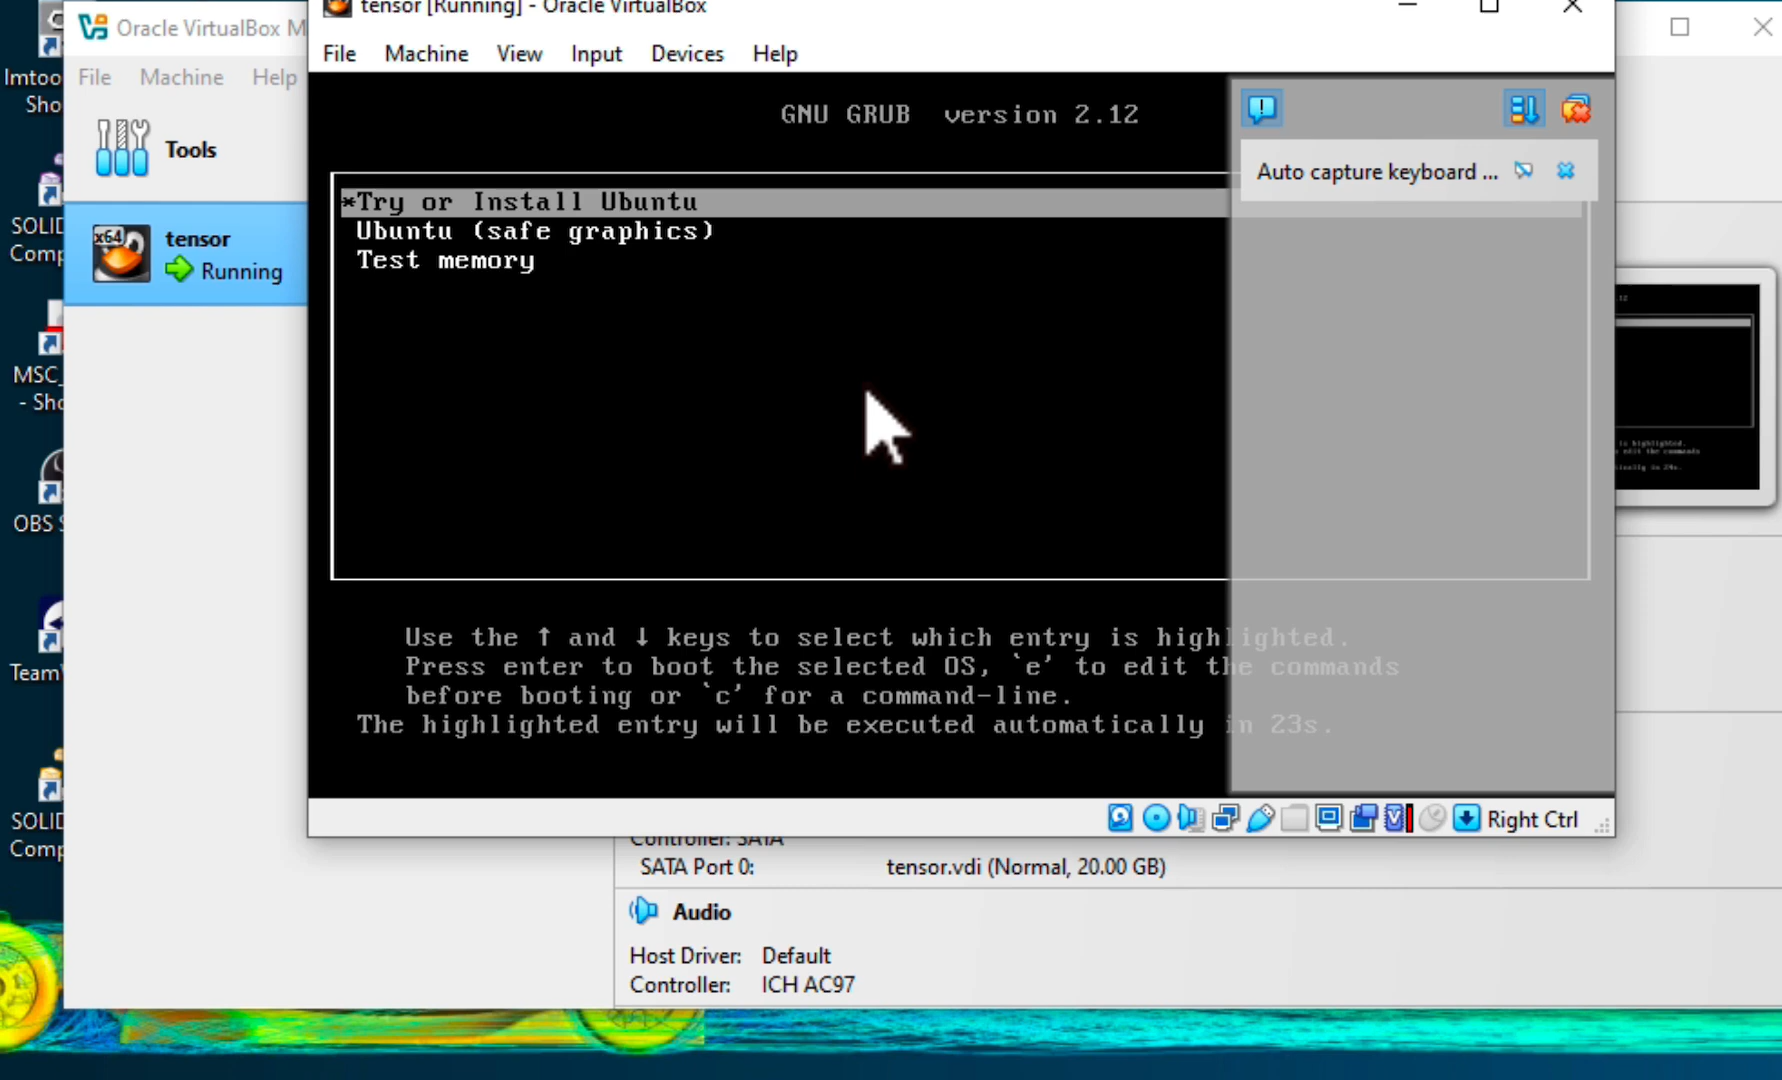 tensor [Running] - Oracle VirtualBox
File Machine View Input Devices Help
Oracle VirtualBox M
File Machine Help
Tools
x64
tensor
Running
GNU GRUB version 2.12
*Try or Install Ubuntu
Ubuntu (safe graphics)
Test memory
Auto capture keyboard ...
Use the ↑ and ↓ keys to select which entry is highlighted.
Press enter to boot the selected OS, `e' to edit the commands
before booting or `c' for a command-line.
The highlighted entry will be executed automatically in 23s.
Right Ctrl
Controller: SATA
SATA Port 0: tensor.vdi (Normal, 20.00 GB)
Audio
Host Driver: Default
Controller: ICH AC97
Imtoo
Sho
SOLID
Comp
MSC_
- Sho
OBS S
TeamV
SOLID
Comp